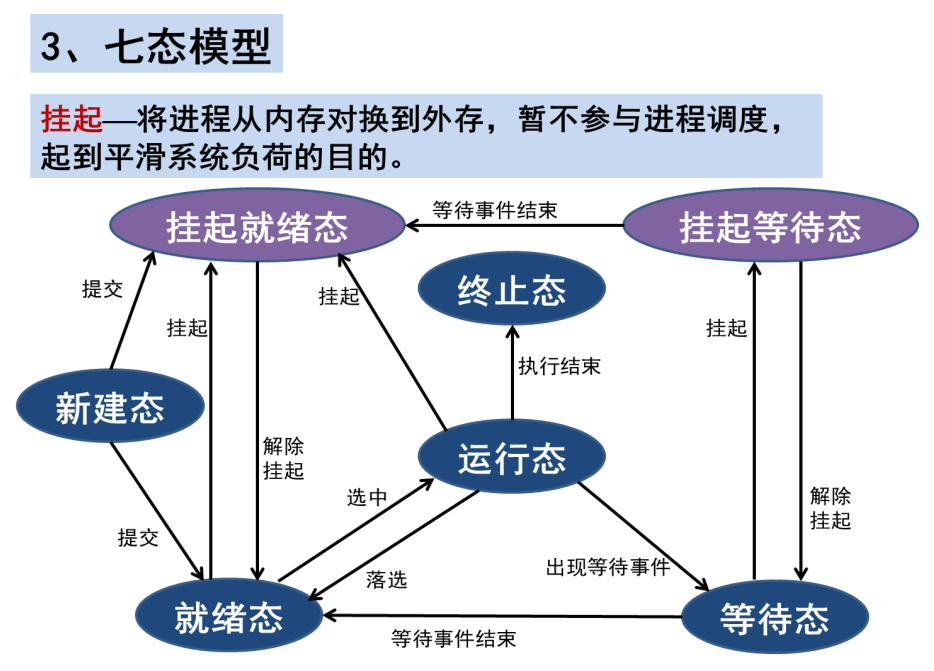 3、七态模型
挂起—将进程从内存对换到外存，暂不参与进程调度，
起到平滑系统负荷的目的。
等待事件结束
挂起就绪态
挂起等待态
终止态
提交
挂起
挂起
挂起
执行结束
新建态
解除
挂起
运行态
选中
解除
挂起
提交
落选
出现等待事件
就绪态
等待态
等待事件结束